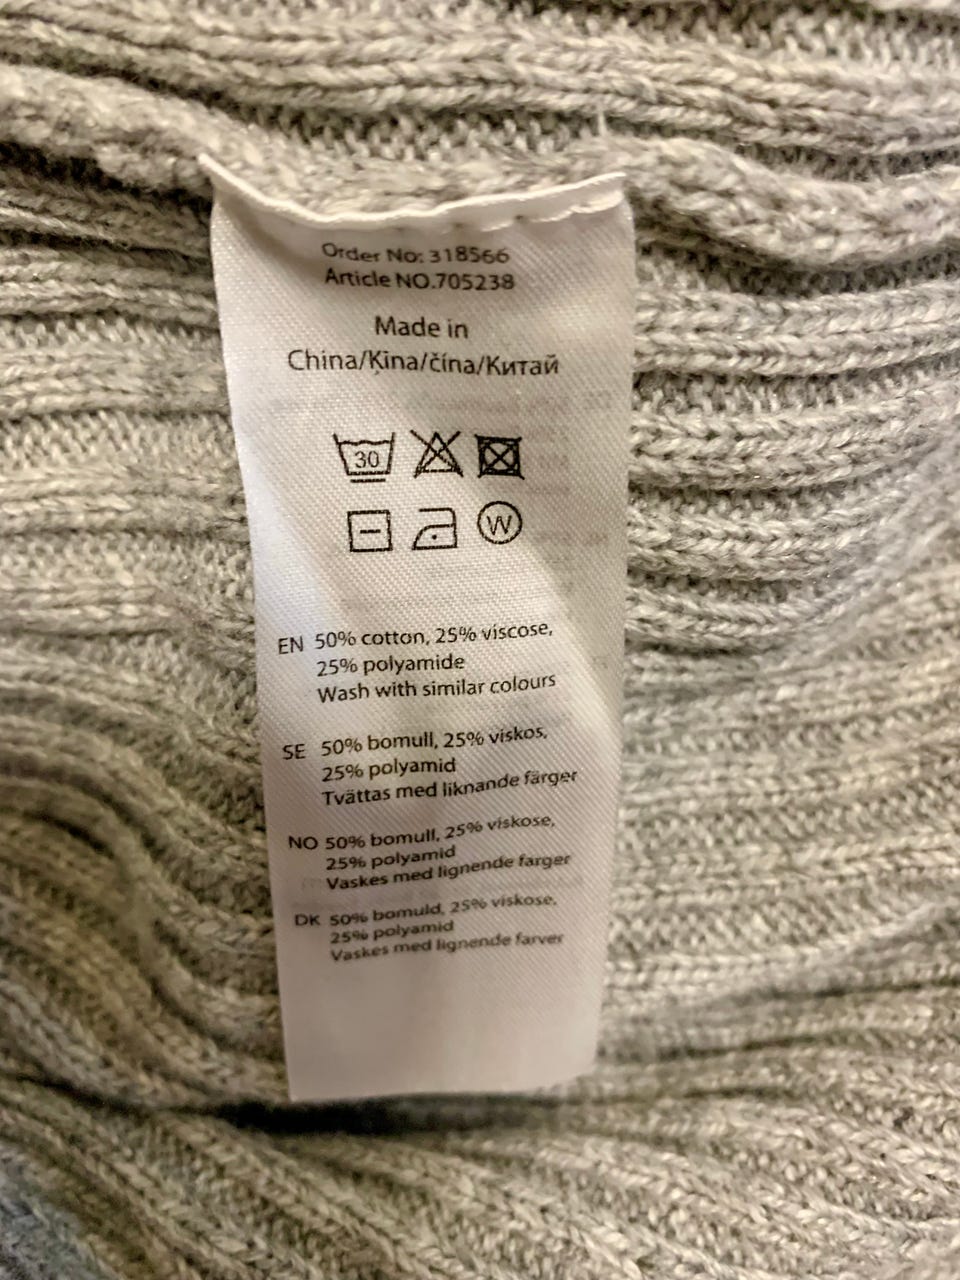 Order No: 318566
Article NO.705238
Made in
China/Ķīna/čína/Китай
30
W
EN 50% cotton, 25% viscose,
25% polyamide
Wash with similar colours
SE 50% bomull, 25% viskos,
25% polyamid
Tvättas med liknande färger
NO 50% bomull, 25% viskose,
25% polyamid
Vaskes med lignende farger
DK 50% bomuld, 25% viskose,
25% polyamid
Vaskes med lignende farver